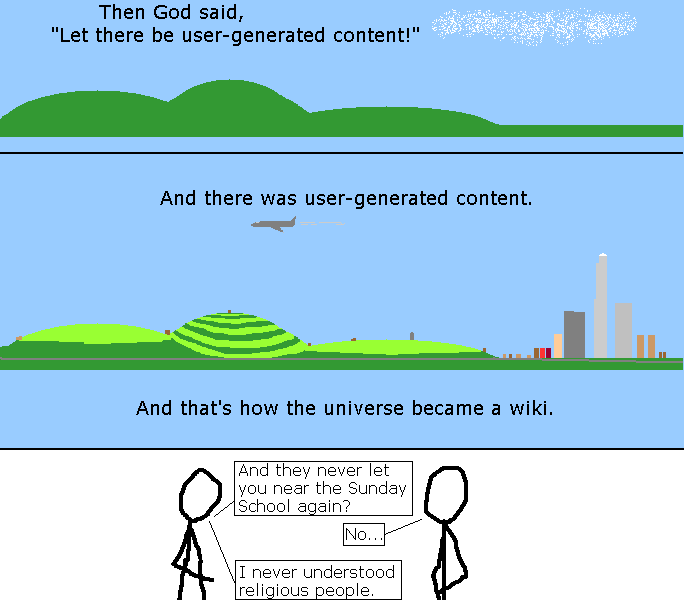 Then God said,
"Let there be user-generated content!"
And there was user-generated content.
And that's how the universe became a wiki.
And they never let
you near the Sunday
School again?
No...
I never understood
religious people.